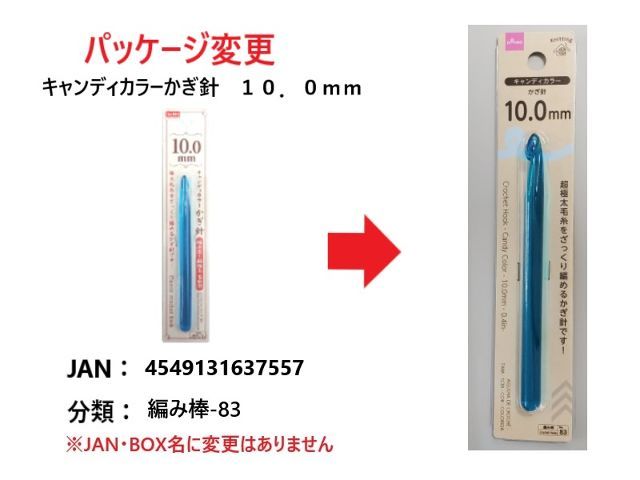 パッケージ変更
キャンディカラーかぎ針　１０．０ｍｍ
10.0
mm
キャンディカラー かぎ針
JAN： 4549131637557
分類： 編み棒-83
※JAN・BOX名に変更はありません
Knitting
キャンディカラー
かぎ針
10.0mm
超極太毛糸をざっくり編めるかぎ針です!
Crochet Hook - Candy Color - 10.0mm - 0.4in-
83